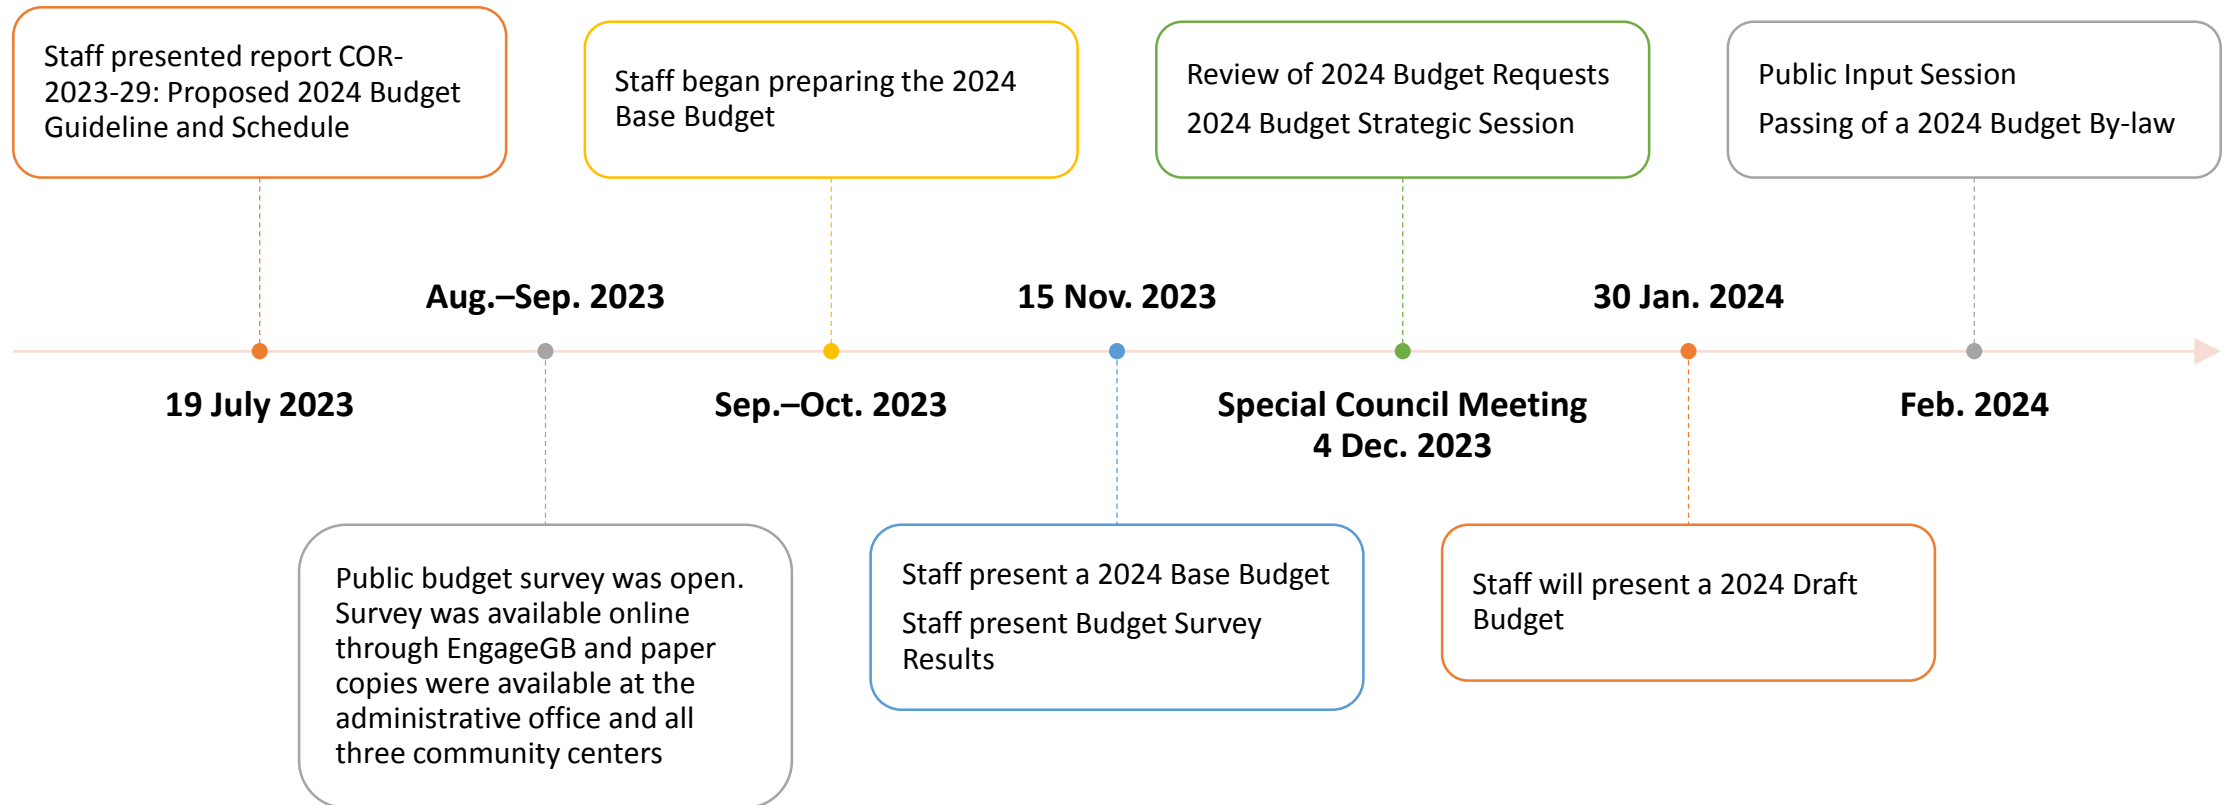 Staff presented report COR-
2023-29: Proposed 2024 Budget
Guideline and Schedule
Staff began preparing the 2024
Base Budget
Review of 2024 Budget Requests
2024 Budget Strategic Session
Public Input Session
Passing of a 2024 Budget By-law
Aug.–Sep. 2023
15 Nov. 2023
30 Jan. 2024
19 July 2023
Sep.–Oct. 2023
Special Council Meeting
4 Dec. 2023
Feb. 2024
Public budget survey was open.
Survey was available online
through EngageGB and paper
copies were available at the
administrative office and all
three community centers
Staff present a 2024 Base Budget
Staff present Budget Survey
Results
Staff will present a 2024 Draft
Budget